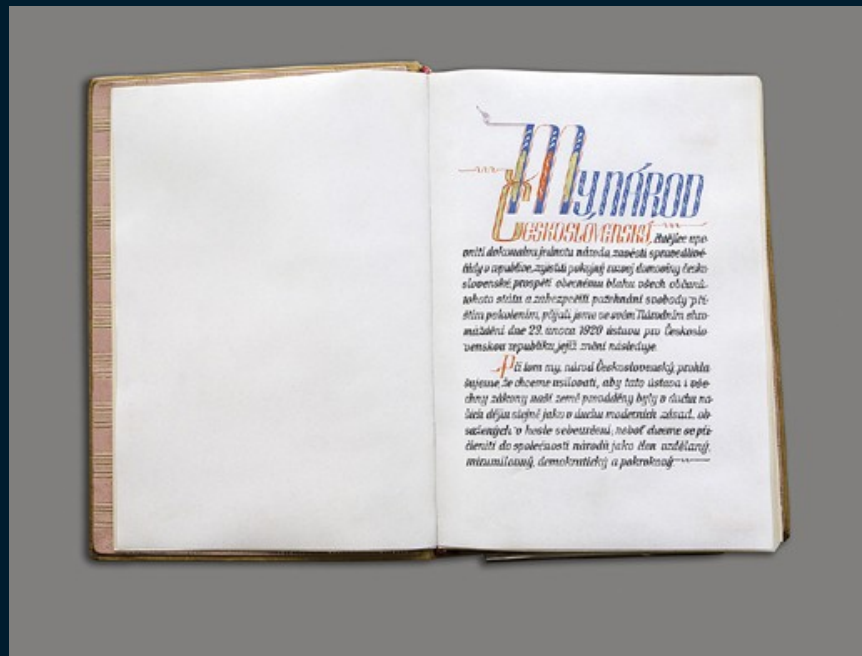 My, NÁROD
ČESKOSLOVENSKÝ, chtějíce upe-
vniti dokonalou jednotu národa, zavésti spravedlivé
řády v republice, zajistiti pokojný rozvoj domoviny česko-
slovenské, prospěti obecnému blahu všech občanů
tohoto státu a zabezpečiti požehnání svobody pří-
štím pokolením, přijali jsme ve svém Národním shro-
máždění dne 29. února 1920 ústavu pro Českoslo-
venskou republiku, jejíž znění následuje.
Při tom my, národ Československý, prohla-
šujeme, že chceme usilovati, aby tato ústava i vše-
chny zákony naší země prováděny byly v duchu na-
šich dějin stejně jako v duchu moderních zásad, ob-
sažených v hesle sebeurčení; neboť chceme se při-
členiti do společnosti národů jako člen vzdělaný,
mírumilovný, demokratický a pokrokový.